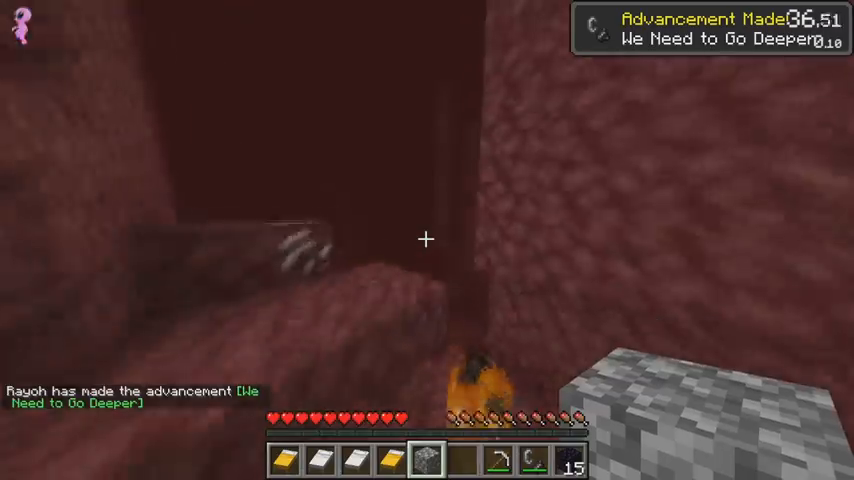 Advancement Made!
36.51
We Need to Go Deeper
0.10
Rayoh has made the advancement [We
Need to Go Deeper]
15